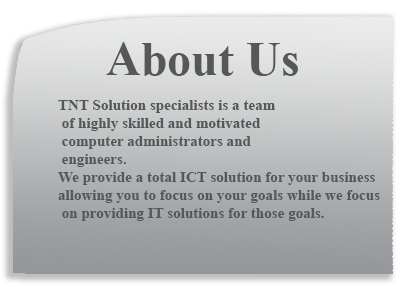 About Us
TNT Solution specialists is a team
of highly skilled and motivated
computer administrators and
engineers.
We provide a total ICT solution for your business
allowing you to focus on your goals while we focus
on providing IT solutions for those goals.